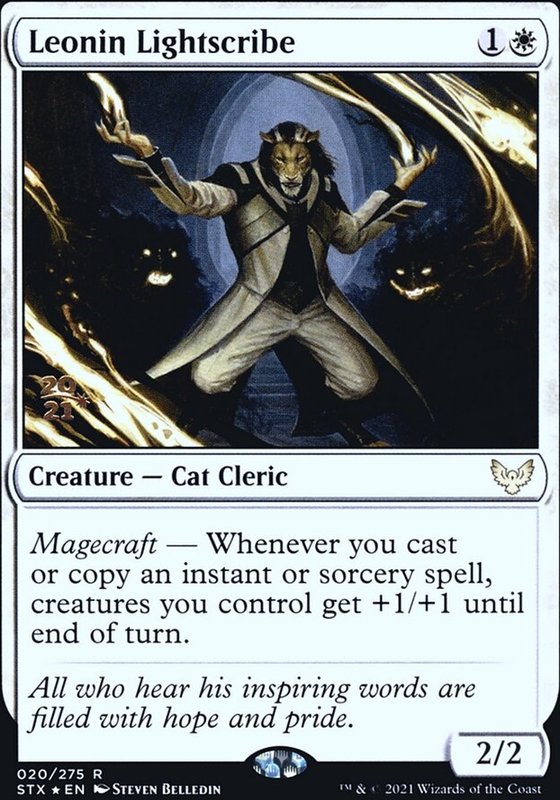 Leonin Lightscribe 1
20
21
Creature — Cat Cleric
Magecraft — Whenever you cast
or copy an instant or sorcery spell,
creatures you control get +1/+1 until
end of turn.
All who hear his inspiring words are
filled with hope and pride.
2/2
020/275 R
STX ★ EN Steven Belledin
™ & © 2021 Wizards of the Coast